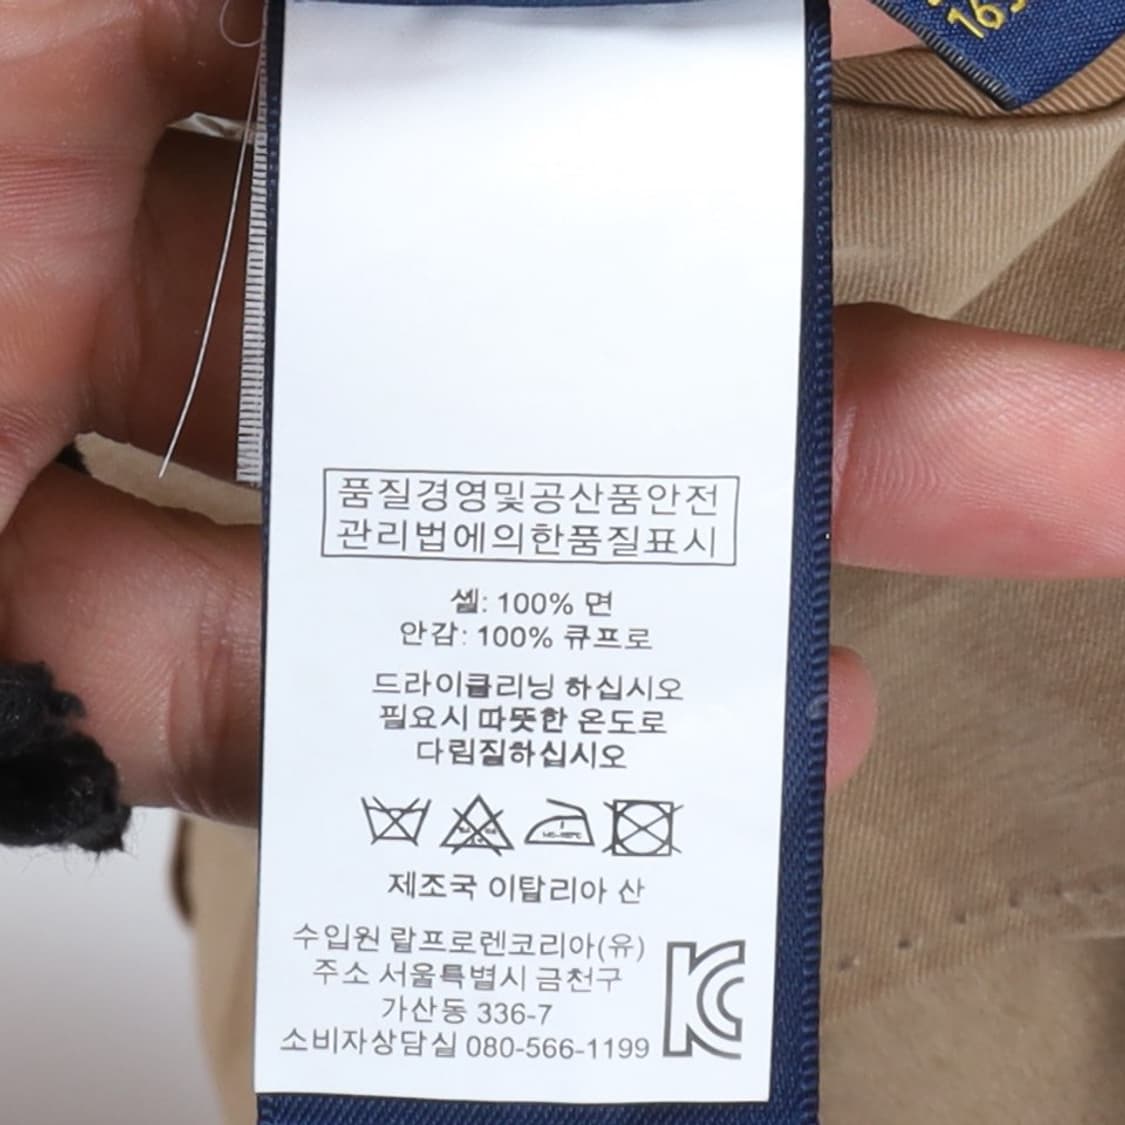 품질경영및공산품안전
관리법에의한품질표시
쉘: 100% 면
안감: 100% 큐프로
드라이클리닝 하십시오
필요시 따뜻한 온도로
다림질하십시오
제조국 이탈리아 산
수입원 랄프로렌코리아(유)
주소 서울특별시 금천구
가산동 336-7
소비자상담실 080-566-1199
KC